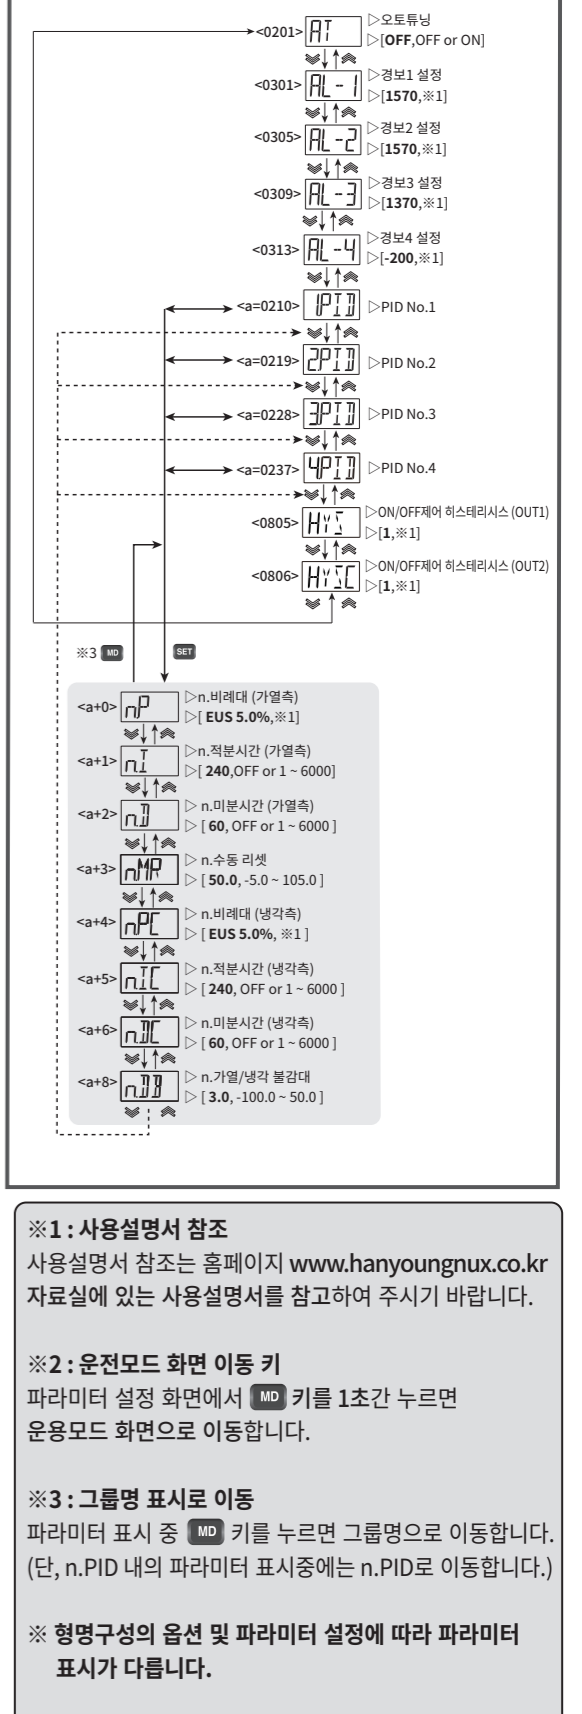 <0201> AT ▷오토튜닝
▷[OFF,OFF or ON]
<0301> AL-1 ▷경보1 설정
▷[1570,※1]
<0305> AL-2 ▷경보2 설정
▷[1570,※1]
<0309> AL-3 ▷경보3 설정
▷[1370,※1]
<0313> AL-4 ▷경보4 설정
▷[-200,※1]
<a=0210> 1PID ▷PID No.1
<a=0219> 2PID ▷PID No.2
<a=0228> 3PID ▷PID No.3
<a=0237> 4PID ▷PID No.4
<0805> HYS ▷ON/OFF제어 히스테리시스 (OUT1)
▷[1,※1]
<0806> HYSC ▷ON/OFF제어 히스테리시스 (OUT2)
▷[1,※1]
※3 MD SET
<a+0> nP ▷n.비례대 (가열측)
▷[ EUS 5.0%,※1]
<a+1> n.I ▷n.적분시간 (가열측)
▷[ 240,OFF or 1 ~ 6000]
<a+2> n.D ▷ n.미분시간 (가열측)
▷ [ 60, OFF or 1 ~ 6000 ]
<a+3> nMR ▷ n.수동 리셋
▷ [ 50.0, -5.0 ~ 105.0 ]
<a+4> nPC ▷ n.비례대 (냉각측)
▷ [ EUS 5.0%, ※1 ]
<a+5> n.IC ▷ n.적분시간 (냉각측)
▷ [ 240, OFF or 1 ~ 6000 ]
<a+6> n.DC ▷ n.미분시간 (냉각측)
▷ [ 60, OFF or 1 ~ 6000 ]
<a+8> n.DB ▷ n.가열/냉각 불감대
▷ [ 3.0, -100.0 ~ 50.0 ]
※1 : 사용설명서 참조
사용설명서 참조는 홈페이지 www.hanyoungnux.co.kr
자료실에 있는 사용설명서를 참고하여 주시기 바랍니다.
※2 : 운전모드 화면 이동 키
파라미터 설정 화면에서 MD 키를 1초간 누르면
운용모드 화면으로 이동합니다.
※3 : 그룹명 표시로 이동
파라미터 표시 중 MD 키를 누르면 그룹명으로 이동합니다.
(단, n.PID 내의 파라미터 표시중에는 n.PID로 이동합니다.)
※ 형명구성의 옵션 및 파라미터 설정에 따라 파라미터
표시가 다릅니다.